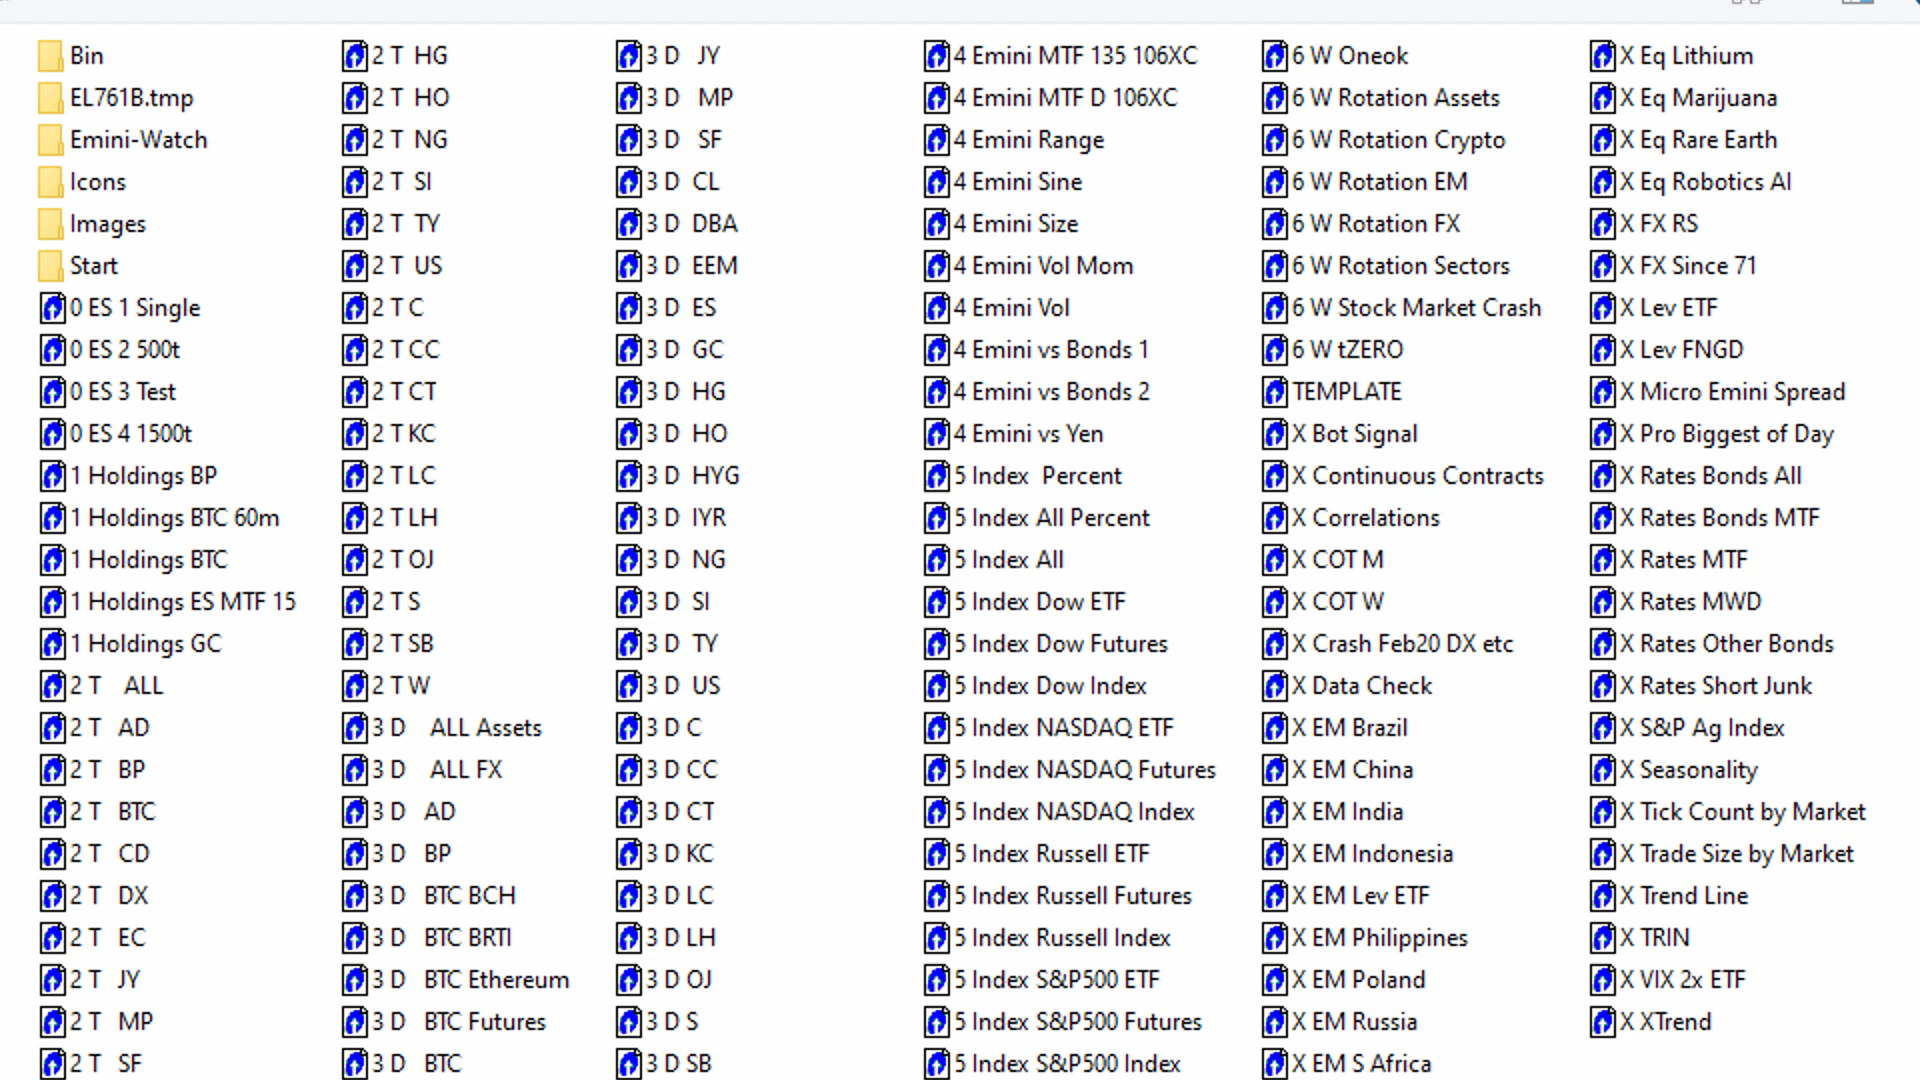 Bin
EL761B.tmp
Emini-Watch
Icons
Images
Start
0 ES 1 Single
0 ES 2 500t
0 ES 3 Test
0 ES 4 1500t
1 Holdings BP
1 Holdings BTC 60m
1 Holdings BTC
1 Holdings ES MTF 15
1 Holdings GC
2 T ALL
2 T AD
2 T BP
2 T BTC
2 T CD
2 T DX
2 T EC
2 T JY
2 T MP
2 T SF
2 T HG
2 T HO
2 T NG
2 T SI
2 T TY
2 T US
2 T C
2 T CC
2 T CT
2 T KC
2 T LC
2 T LH
2 T OJ
2 T S
2 T SB
2 T W
3 D ALL Assets
3 D ALL FX
3 D AD
3 D BP
3 D BTC BCH
3 D BTC BRTI
3 D BTC Ethereum
3 D BTC Futures
3 D BTC
3 D JY
3 D MP
3 D SF
3 D CL
3 D DBA
3 D EEM
3 D ES
3 D GC
3 D HG
3 D HO
3 D HYG
3 D IYR
3 D NG
3 D SI
3 D TY
3 D US
3 D C
3 D CC
3 D CT
3 D KC
3 D LC
3 D LH
3 D OJ
3 D S
3 D SB
4 Emini MTF 135 106XC
4 Emini MTF D 106XC
4 Emini Range
4 Emini Sine
4 Emini Size
4 Emini Vol Mom
4 Emini Vol
4 Emini vs Bonds 1
4 Emini vs Bonds 2
4 Emini vs Yen
5 Index Percent
5 Index All Percent
5 Index All
5 Index Dow ETF
5 Index Dow Futures
5 Index Dow Index
5 Index NASDAQ ETF
5 Index NASDAQ Futures
5 Index NASDAQ Index
5 Index Russell ETF
5 Index Russell Futures
5 Index Russell Index
5 Index S&P500 ETF
5 Index S&P500 Futures
5 Index S&P500 Index
6 W Oneok
6 W Rotation Assets
6 W Rotation Crypto
6 W Rotation EM
6 W Rotation FX
6 W Rotation Sectors
6 W Stock Market Crash
6 W tZERO
TEMPLATE
X Bot Signal
X Continuous Contracts
X Correlations
X COT M
X COT W
X Crash Feb20 DX etc
X Data Check
X EM Brazil
X EM China
X EM India
X EM Indonesia
X EM Lev ETF
X EM Philippines
X EM Poland
X EM Russia
X EM S Africa
X Eq Lithium
X Eq Marijuana
X Eq Rare Earth
X Eq Robotics AI
X FX RS
X FX Since 71
X Lev ETF
X Lev FNGD
X Micro Emini Spread
X Pro Biggest of Day
X Rates Bonds All
X Rates Bonds MTF
X Rates MTF
X Rates MWD
X Rates Other Bonds
X Rates Short Junk
X S&P Ag Index
X Seasonality
X Tick Count by Market
X Trade Size by Market
X Trend Line
X TRIN
X VIX 2x ETF
X XTrend